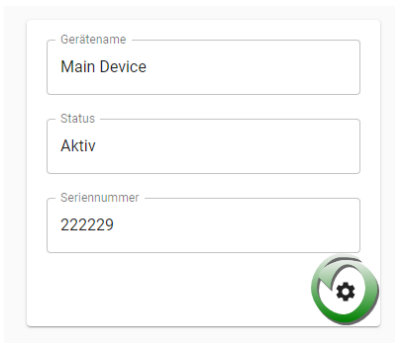 Gerätename
Main Device
Status
Aktiv
Seriennummer
222229